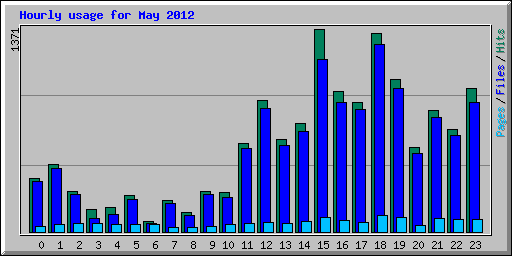 Hourly usage for May 2012
1371
Pages/Files/Hits
0 1 2 3 4 5 6 7 8 9 10 11 12 13 14 15 16 17 18 19 20 21 22 23